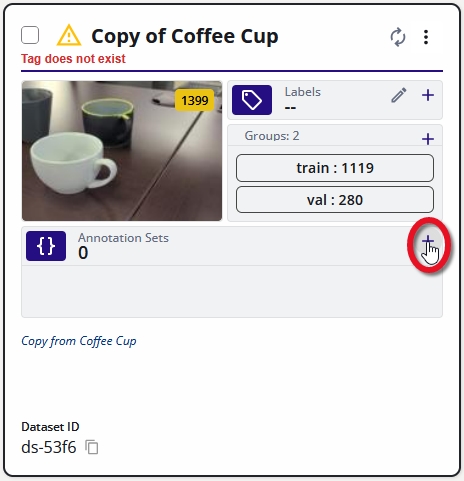 Copy of Coffee Cup
Tag does not exist
1399
Labels
--
Groups: 2
train : 1119
val : 280
{} Annotation Sets
0
Copy from Coffee Cup
Dataset ID
ds-53f6